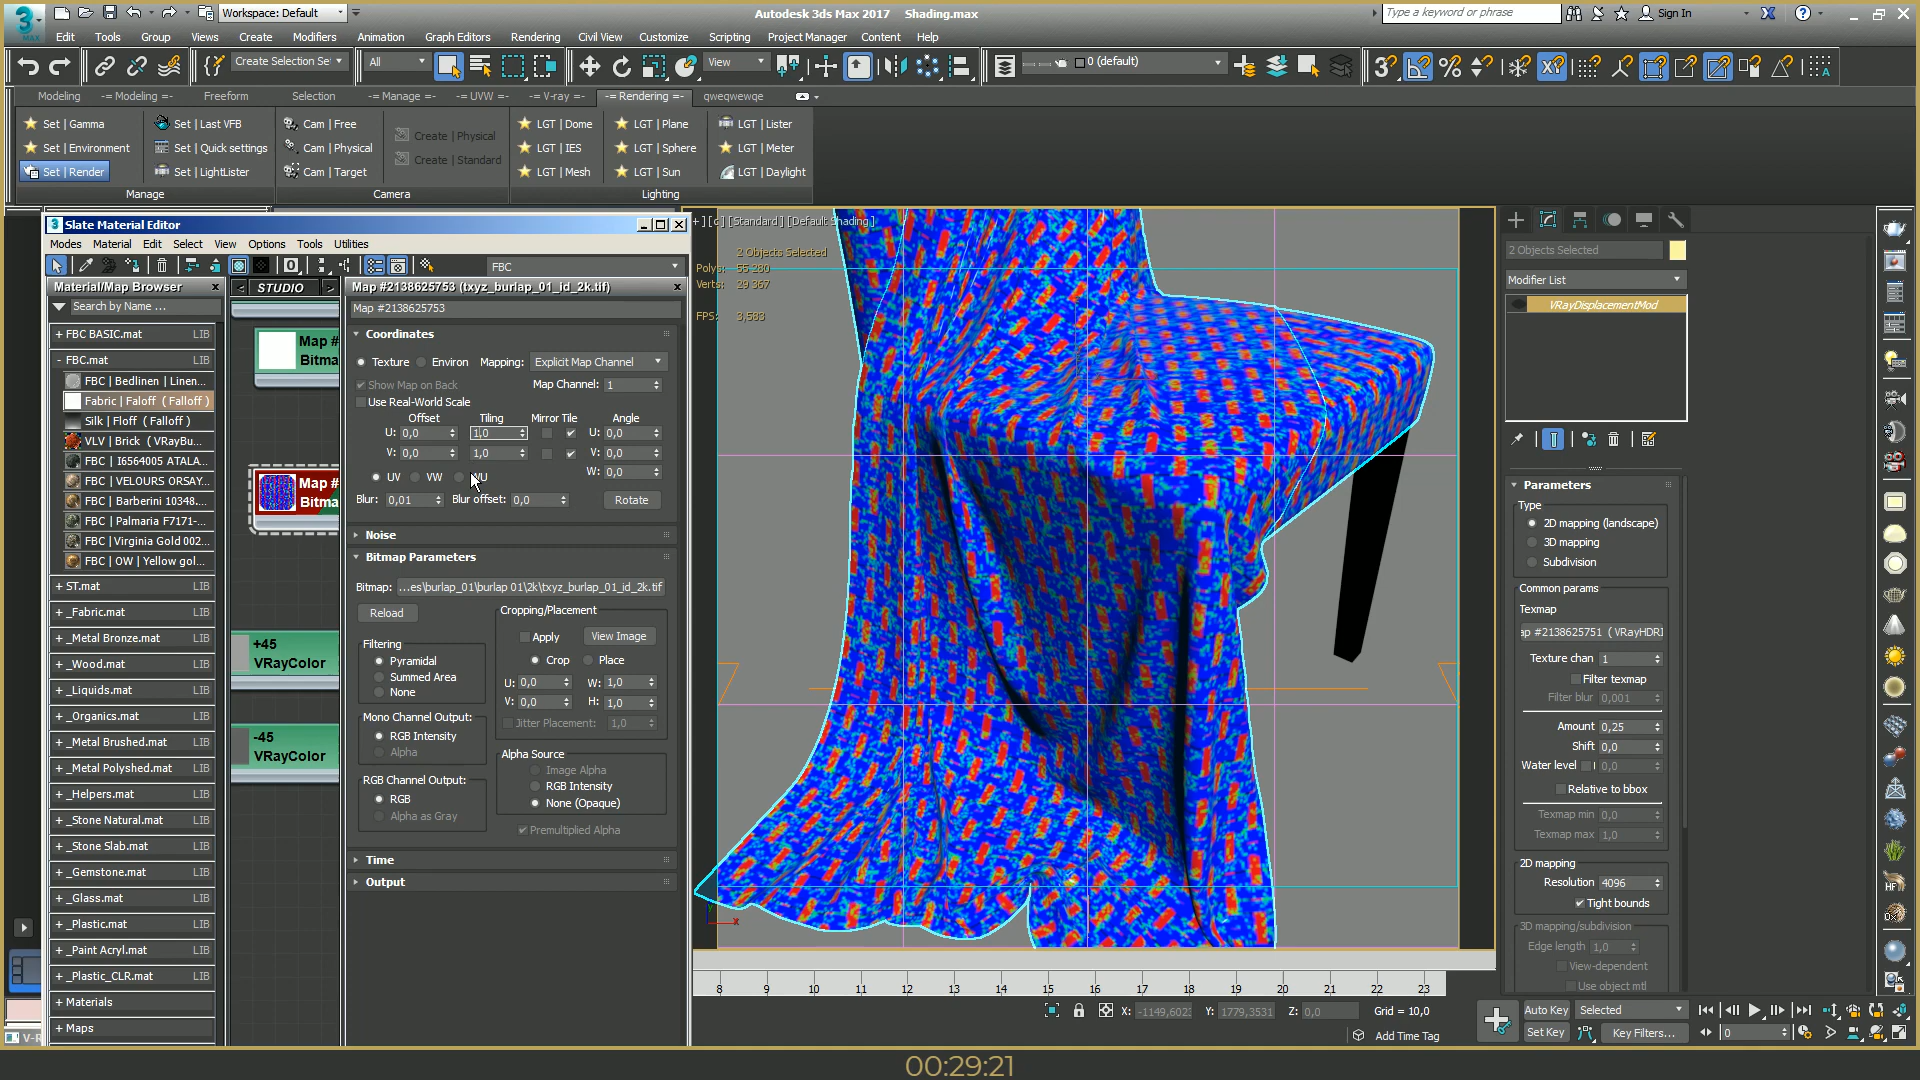 Workspace: Default
Autodesk 3ds Max 2017 Shading.max
Type a keyword or phrase
Sign In
Edit Tools Group Views Create Modifiers Animation Graph Editors Rendering Civil View Customize Scripting Project Manager Content Help
Create Selection Se
All
View
0 (default)
Modeling -= Modeling =- Freeform Selection -= Manage =- -= UVW =- -= V-ray =- -= Rendering =- qweqwewqe
Set | Gamma
Set | Last VFB
Cam | Free
Create | Physical
LGT | Dome
LGT | Plane
LGT | Lister
Set | Environment
Set | Quick settings
Cam | Physical
Create | Standard
LGT | IES
LGT | Sphere
LGT | Meter
Set | Render
Set | LightLister
Cam | Target
LGT | Mesh
LGT | Sun
LGT | Daylight
Manage
Camera
Lighting
Slate Material Editor
Modes Material Edit Select View Options Tools Utilities
FBC
Material/Map Browser
Search by Name ...
+ FBC BASIC.mat LIB
- FBC.mat LIB
FBC | Bedlinen | Linen...
Fabric | Faloff ( Falloff )
Silk | Floff ( Falloff )
VLV | Brick ( VRayBu...
FBC | I6564005 ATALA...
FBC | VELOURS ORSAY...
FBC | Barberini 10348...
FBC | Palmaria F7171-...
FBC | Virginia Gold 002...
FBC | OW | Yellow gol...
+ ST.mat LIB
+ _Fabric.mat LIB
+ _Metal Bronze.mat LIB
+ _Wood.mat LIB
+ _Liquids.mat LIB
+ _Organics.mat LIB
+ _Metal Brushed.mat LIB
+ _Metal Polyshed.mat LIB
+ _Helpers.mat LIB
+ _Stone Natural.mat LIB
+ _Stone Slab.mat LIB
+ _Gemstone.mat LIB
+ _Glass.mat LIB
+ _Plastic.mat LIB
+ _Paint Acryl.mat LIB
+ _Plastic_CLR.mat LIB
+ Materials
+ Maps
STUDIO
Map #
Bitma
Map #
Bitma
+45
VRayColor
-45
VRayColor
Map #2138625753 (txyz_burlap_01_id_2k.tif)
Map #2138625753
Coordinates
Texture Environ Mapping: Explicit Map Channel
Show Map on Back Map Channel: 1
Use Real-World Scale
Offset Tiling Mirror Tile Angle
U: 0,0 1,0 U: 0,0
V: 0,0 1,0 V: 0,0
W: 0,0
UV VW WU
Blur: 0,01 Blur offset: 0,0 Rotate
Noise
Bitmap Parameters
Bitmap: ...es\burlap_01\burlap 01\2k\txyz_burlap_01_id_2k.tif
Reload
Cropping/Placement
Apply View Image
Crop Place
U: 0,0 W: 1,0
V: 0,0 H: 1,0
Jitter Placement: 1,0
Filtering
Pyramidal
Summed Area
None
Mono Channel Output:
RGB Intensity
Alpha
RGB Channel Output:
RGB
Alpha as Gray
Alpha Source
Image Alpha
RGB Intensity
None (Opaque)
Premultiplied Alpha
Time
Output
+ ] [c] [Standard] [Default Shading]
2 Objects Selected
Polys: 55 280
Verts: 29 367
FPS: 3,583
2 Objects Selected
Modifier List
VRayDisplacementMod
Parameters
Type
2D mapping (landscape)
3D mapping
Subdivision
Common params
Texmap
ap #2138625751 ( VRayHDRI
Texture chan 1
Filter texmap
Filter blur 0,001
Amount 0,25
Shift 0,0
Water level 0,0
Relative to bbox
Texmap min 0,0
Texmap max 1,0
2D mapping
Resolution 4096
Tight bounds
3D mapping/subdivision
Edge length 1,0
View-dependent
Use object mtl
8 9 10 11 12 13 14 15 16 17 18 19 20 21 22 23
X: -1149,6023 Y: 1779,3531 Z: 0,0 Grid = 10,0
Add Time Tag
Auto Key Selected
Set Key Key Filters...
0
00:29:21